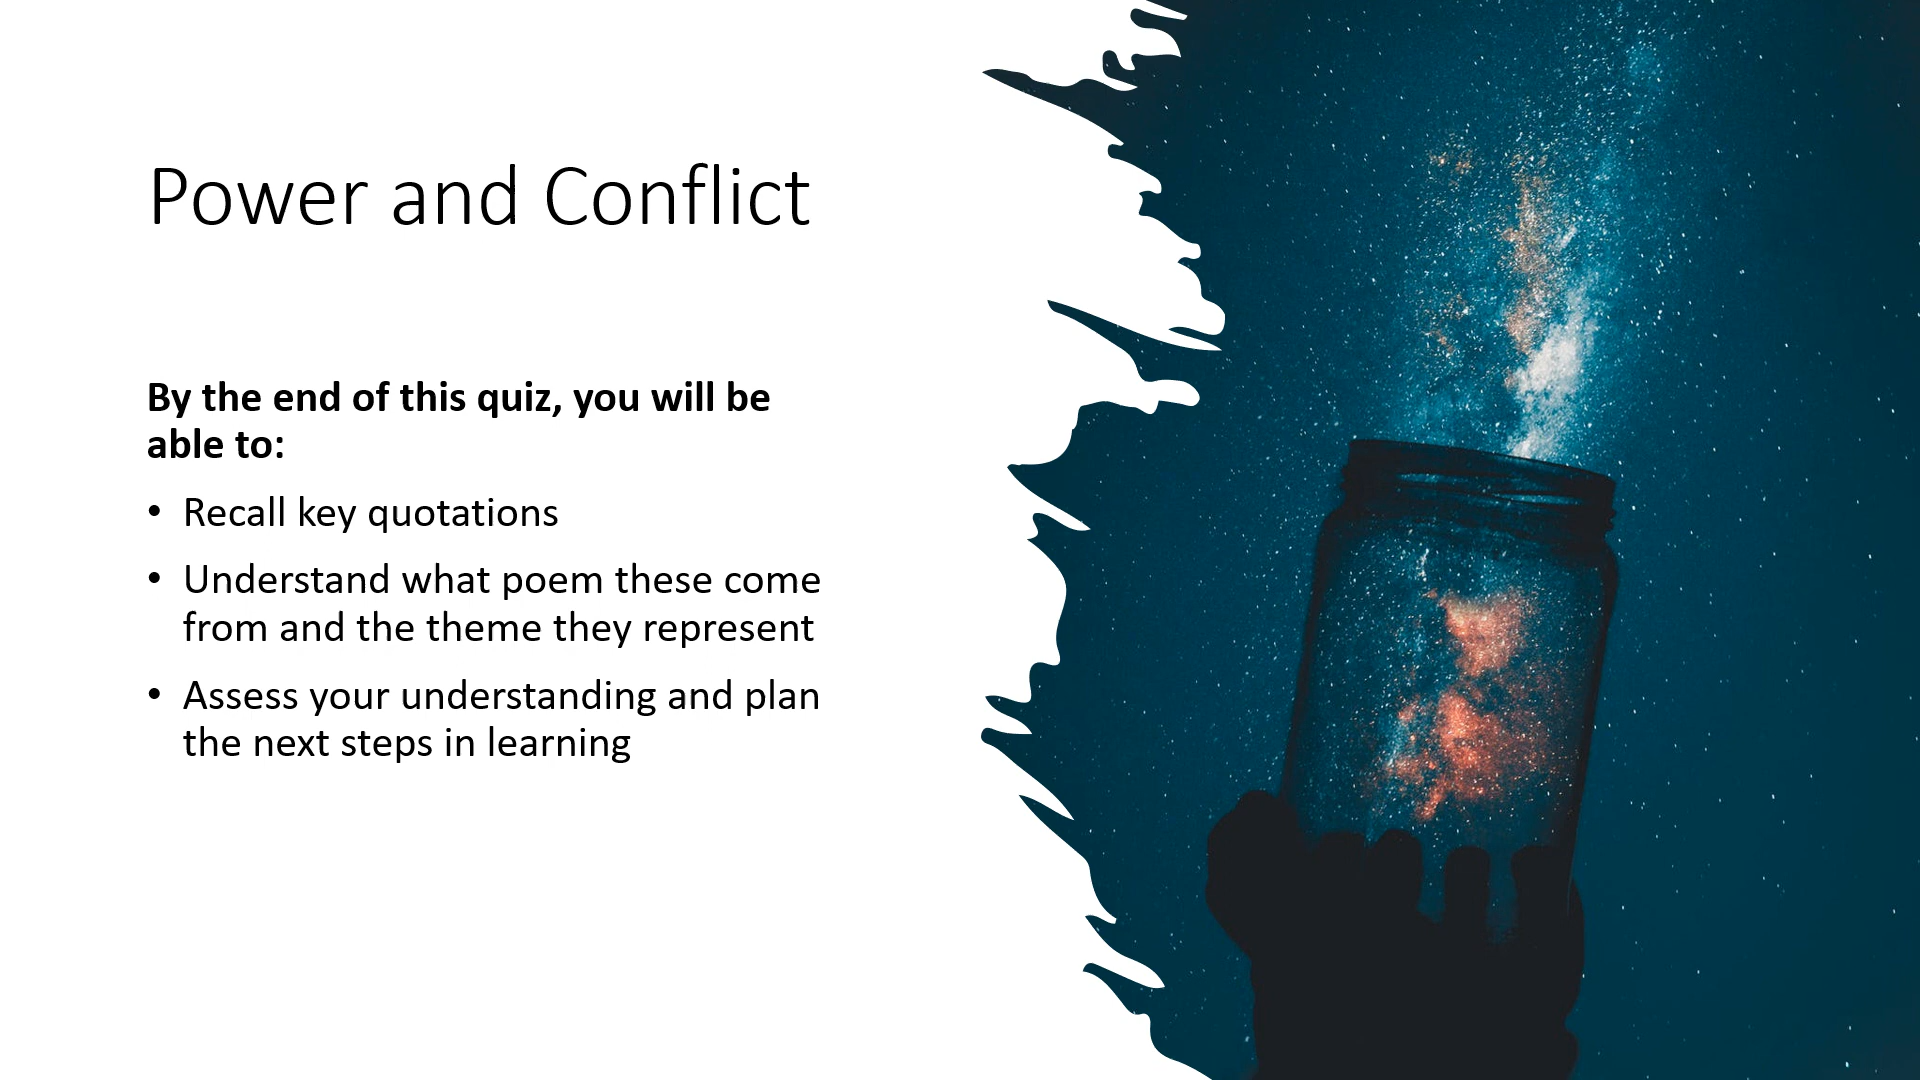 Power and Conflict
By the end of this quiz, you will be
able to:
• Recall key quotations
• Understand what poem these come
from and the theme they represent
• Assess your understanding and plan
the next steps in learning